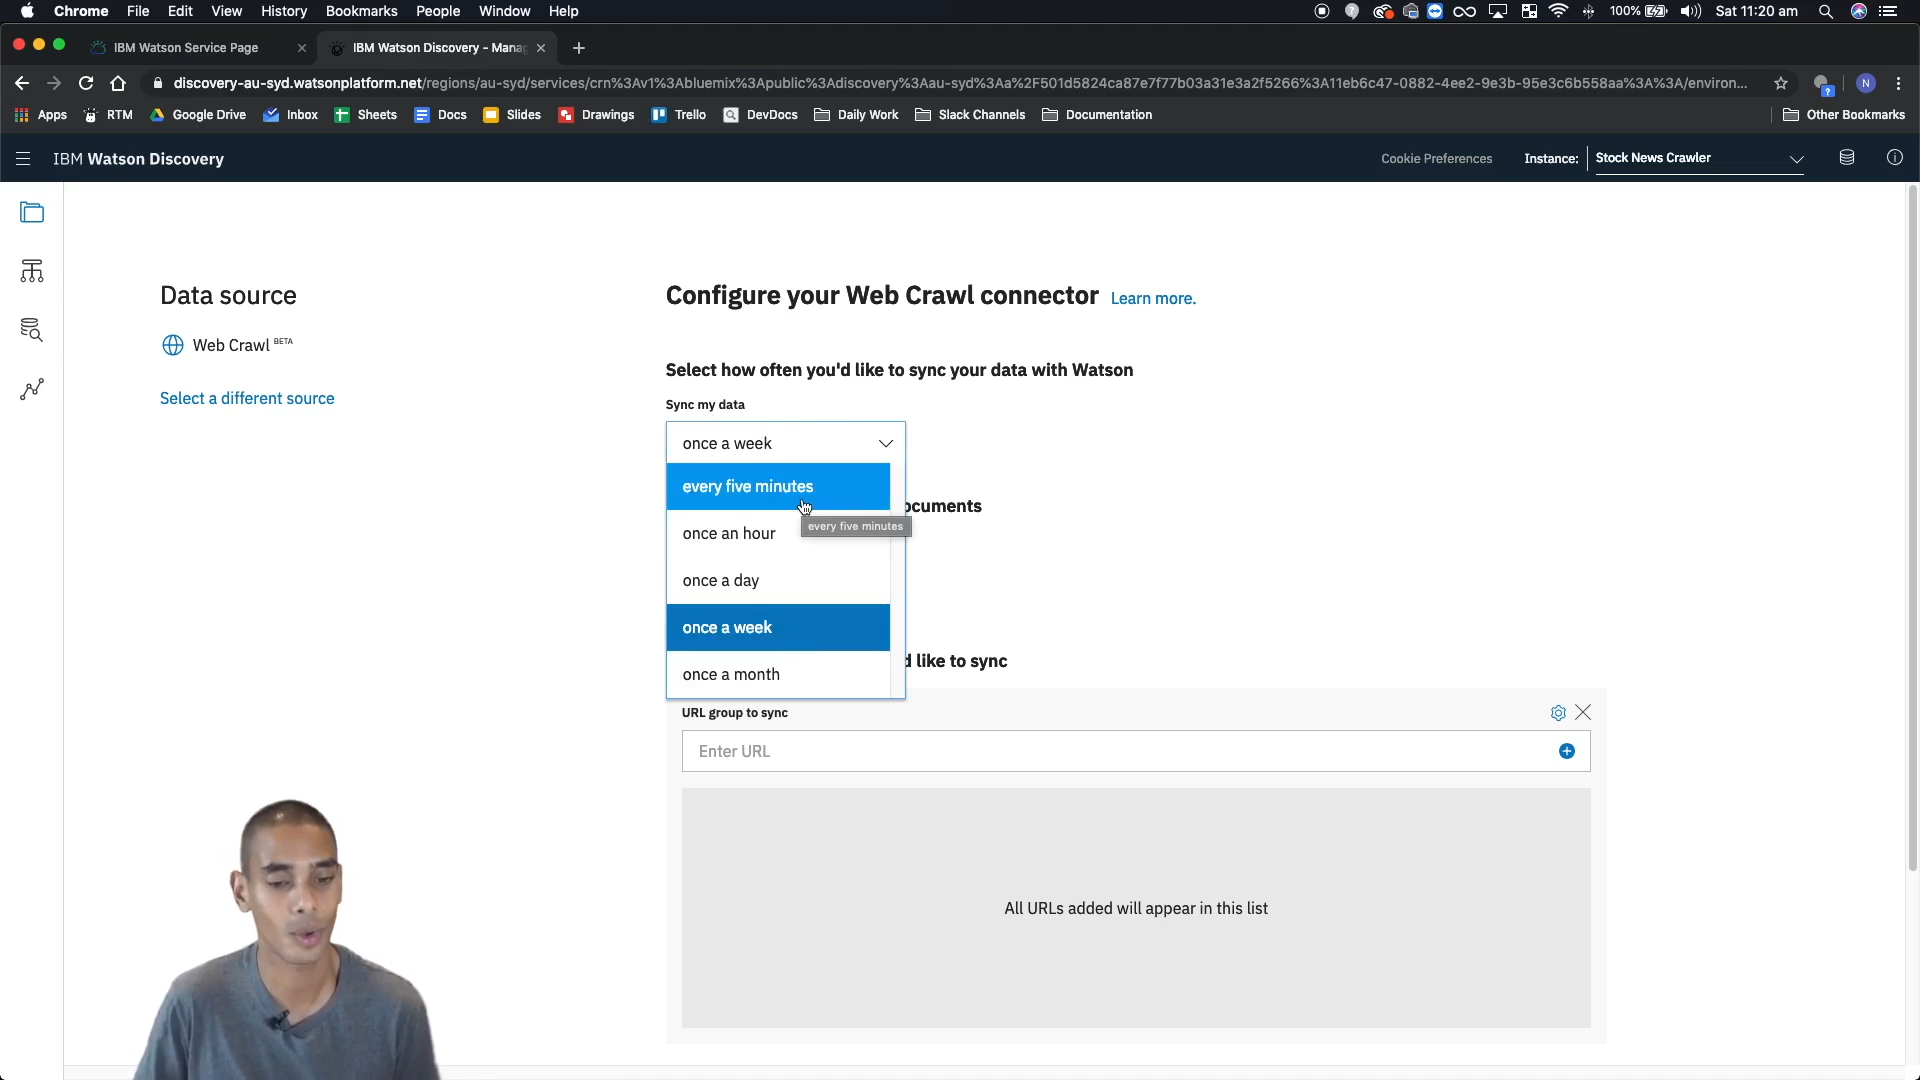 Chrome File Edit View History Bookmarks People Window Help 100% Sat 11:20 am
IBM Watson Service Page
IBM Watson Discovery - Mana
discovery-au-syd.watsonplatform.net/regions/au-syd/services/crn%3Av1%3Abluemix%3Apublic%3Adiscovery%3Aau-syd%3Aa%2F501d5824ca87e7f77b03a31e3a2f5266%3A11eb6c47-0882-4ee2-9e3b-95e3c6b558aa%3A%3A/environ...
N
Apps RTM Google Drive Inbox Sheets Docs Slides Drawings Trello DevDocs Daily Work Slack Channels Documentation Other Bookmarks
IBM Watson Discovery
Cookie Preferences Instance: Stock News Crawler
Data source
Web Crawl BETA
Select a different source
Configure your Web Crawl connector Learn more.
Select how often you'd like to sync your data with Watson
Sync my data
once a week
every five minutes
every five minutes
once an hour
once a day
once a week
once a month
ocuments
d like to sync
URL group to sync
Enter URL
All URLs added will appear in this list